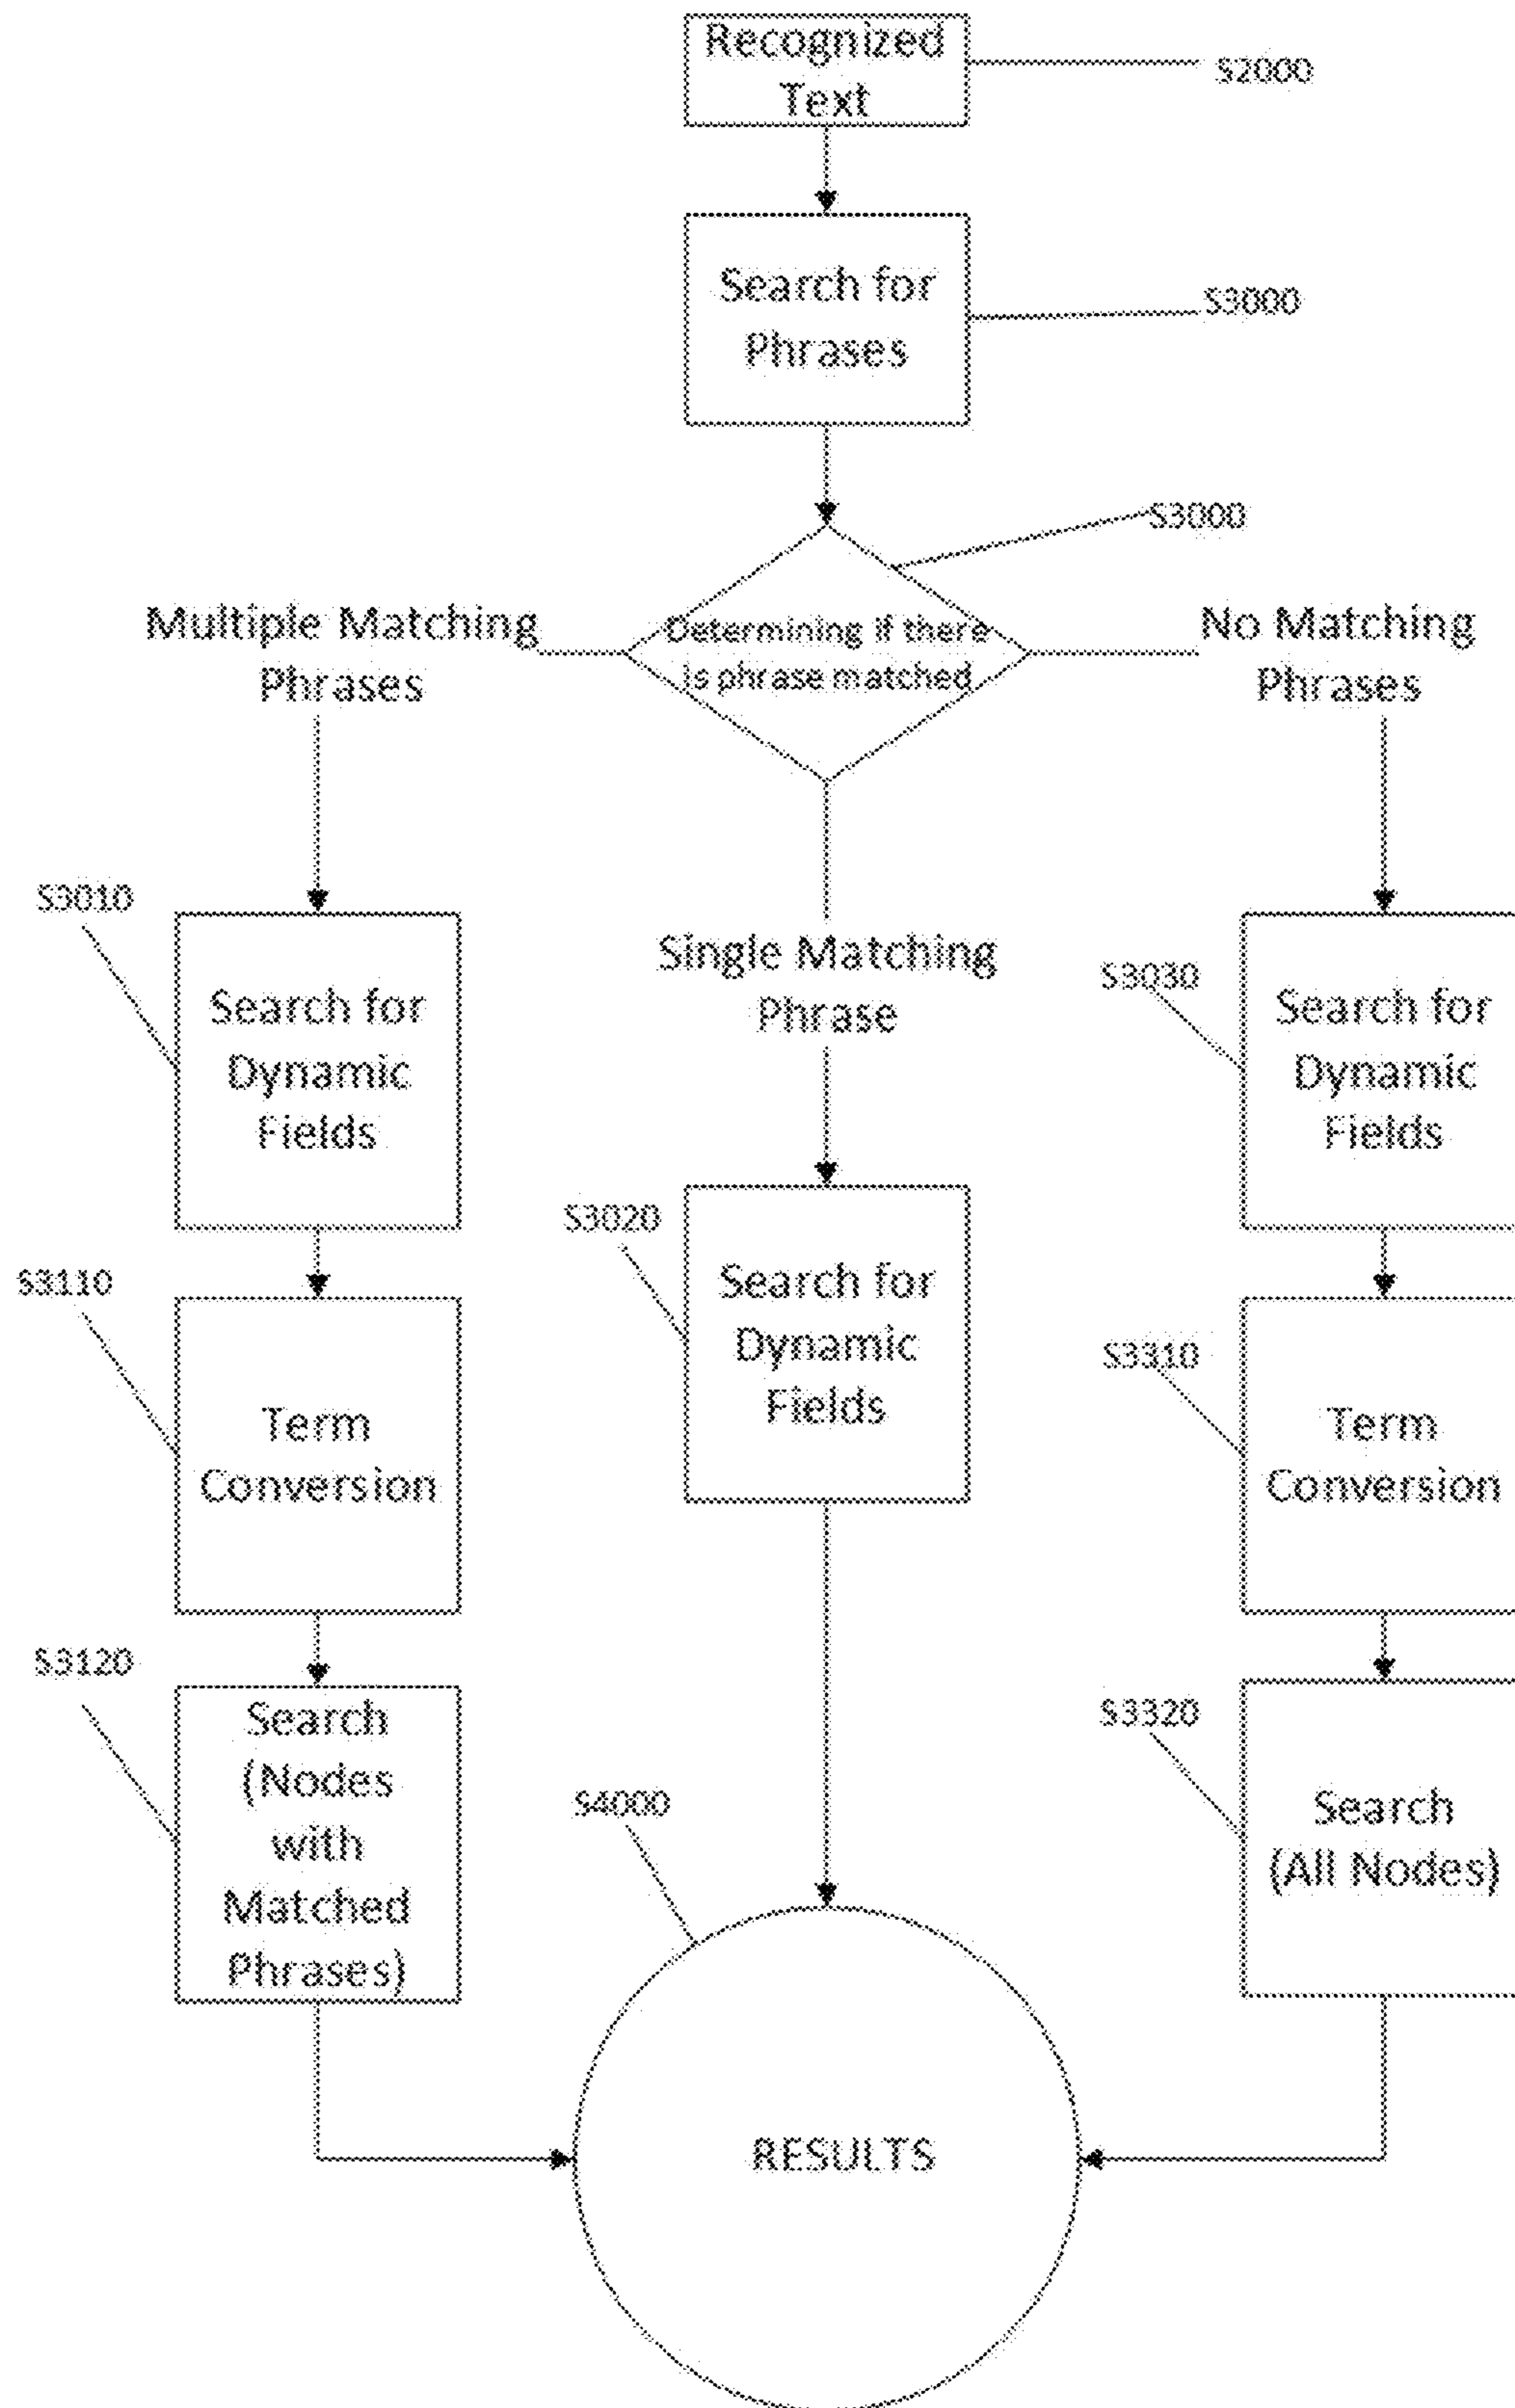 Recognized
Text
S2000
Search for
Phrases
S3000
S3000
Determining if there
is phrase matched
Multiple Matching
Phrases
No Matching
Phrases
Single Matching
Phrase
S3010
Search for
Dynamic
Fields
S3110
Term
Conversion
S3120
Search
(Nodes
with
Matched
Phrases)
S3020
Search for
Dynamic
Fields
S3030
Search for
Dynamic
Fields
S3310
Term
Conversion
S3320
Search
(All Nodes)
S4000
RESULTS